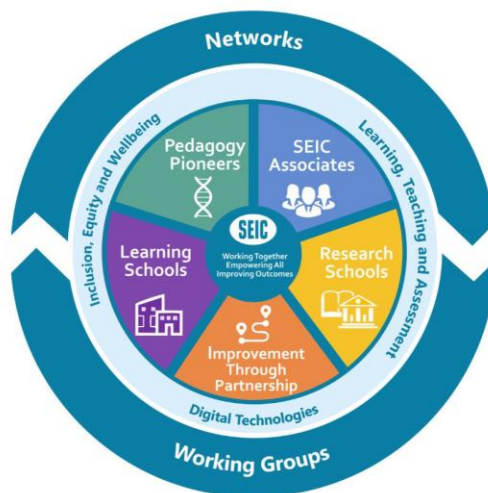 Networks
Inclusion, Equity and Wellbeing
Learning, Teaching and Assessment
Pedagogy
Pioneers
SEIC
Associates
SEIC
Working Together
Empowering All
Improving Outcomes
Learning
Schools
Research
Schools
Improvement
Through
Partnership
Digital Technologies
Working Groups